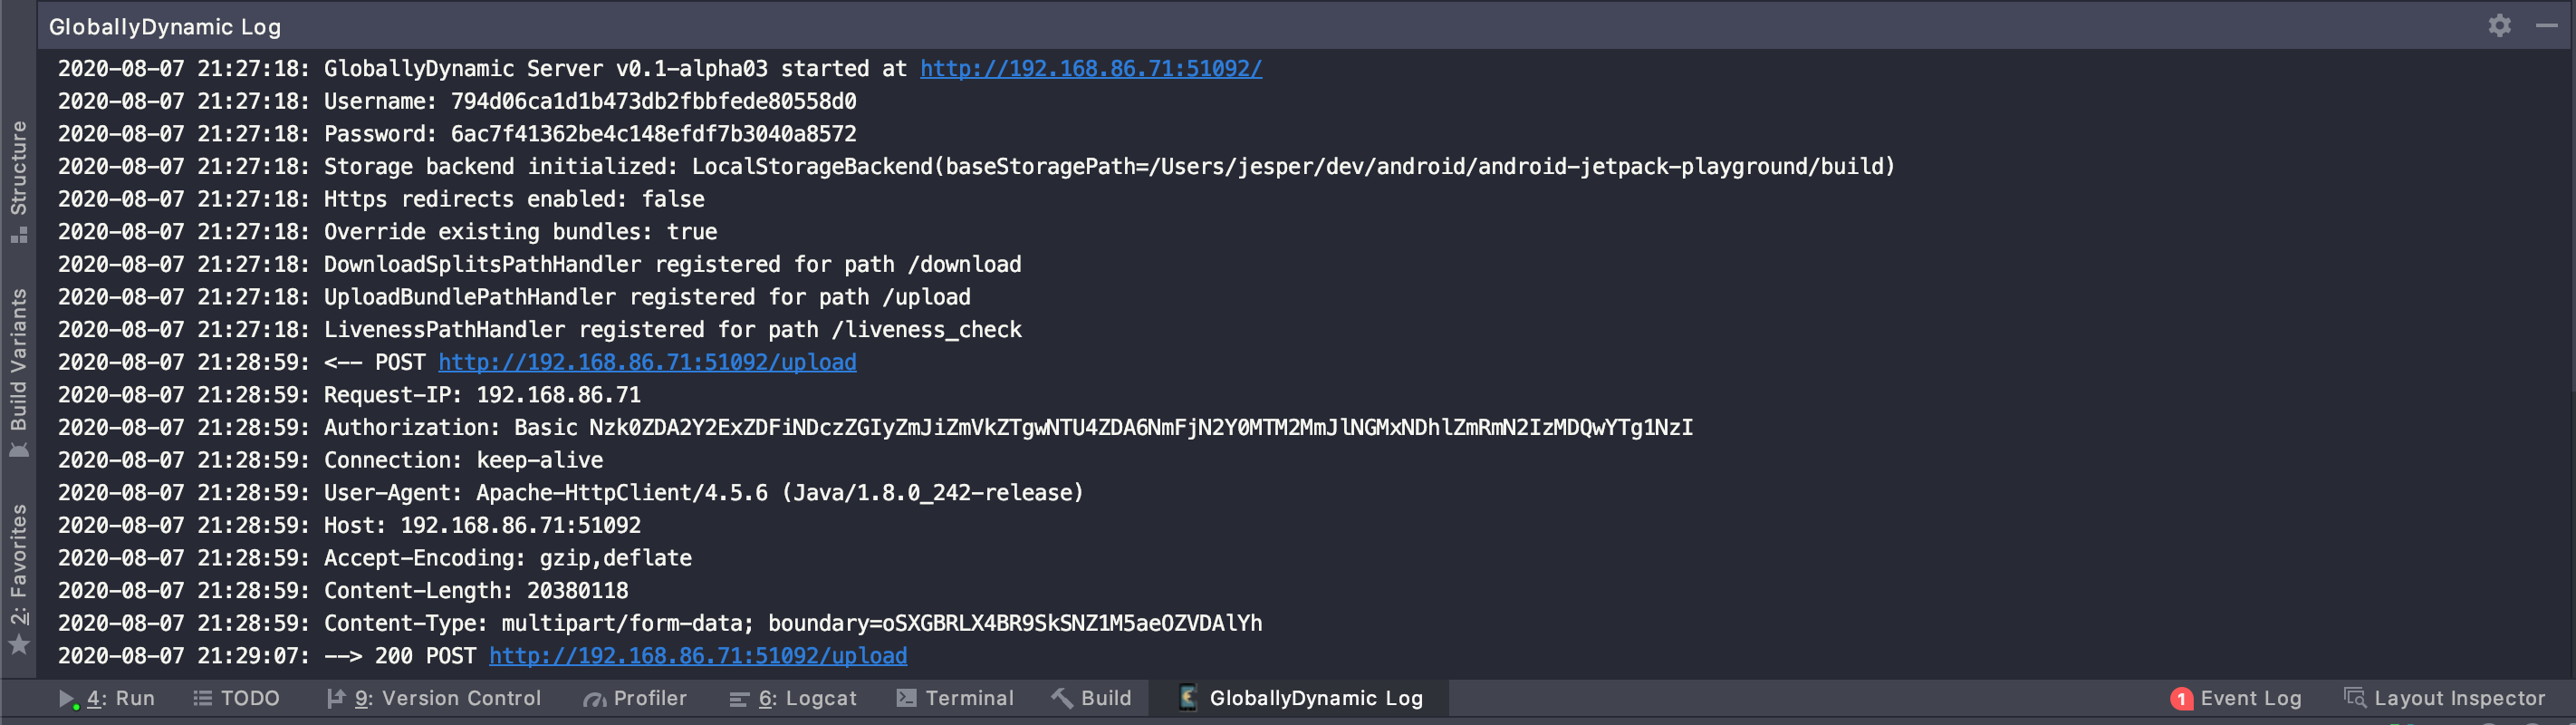 GloballyDynamic Log
2020-08-07 21:27:18: GloballyDynamic Server v0.1-alpha03 started at http://192.168.86.71:51092/
2020-08-07 21:27:18: Username: 794d06ca1d1b473db2fbbfede80558d0
2020-08-07 21:27:18: Password: 6ac7f41362be4c148efdf7b3040a8572
2020-08-07 21:27:18: Storage backend initialized: LocalStorageBackend(baseStoragePath=/Users/jesper/dev/android/android-jetpack-playground/build)
2020-08-07 21:27:18: Https redirects enabled: false
2020-08-07 21:27:18: Override existing bundles: true
2020-08-07 21:27:18: DownloadSplitsPathHandler registered for path /download
2020-08-07 21:27:18: UploadBundlePathHandler registered for path /upload
2020-08-07 21:27:18: LivenessPathHandler registered for path /liveness_check
2020-08-07 21:28:59: <-- POST http://192.168.86.71:51092/upload
2020-08-07 21:28:59: Request-IP: 192.168.86.71
2020-08-07 21:28:59: Authorization: Basic Nzk0ZDA2Y2ExZDFiNDczZGIyZmJiZmVkZTgwNTU4ZDA6NmFjN2Y0MTM2MmJlNGMxNDhlZmRmN2IzMDQwYTg1NzI
2020-08-07 21:28:59: Connection: keep-alive
2020-08-07 21:28:59: User-Agent: Apache-HttpClient/4.5.6 (Java/1.8.0_242-release)
2020-08-07 21:28:59: Host: 192.168.86.71:51092
2020-08-07 21:28:59: Accept-Encoding: gzip,deflate
2020-08-07 21:28:59: Content-Length: 20380118
2020-08-07 21:28:59: Content-Type: multipart/form-data; boundary=oSXGBRLX4BR9SkSNZ1M5aeOZVDAlYh
2020-08-07 21:29:07: --> 200 POST http://192.168.86.71:51092/upload
Structure
Build Variants
2: Favorites
4: Run
TODO
9: Version Control
Profiler
6: Logcat
Terminal
Build
GloballyDynamic Log
1 Event Log
Layout Inspector